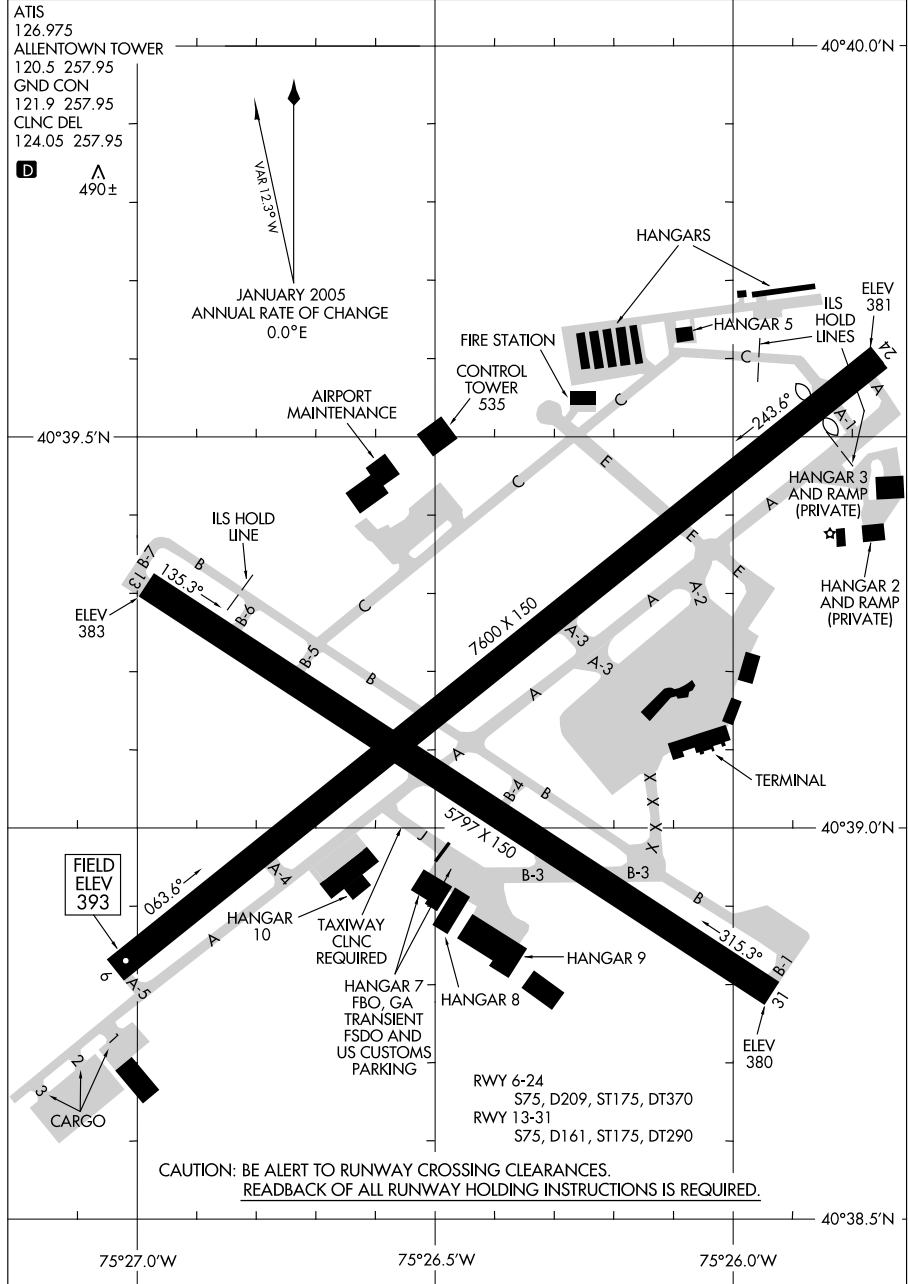 ATIS
126.975
ALLENTOWN TOWER
120.5 257.95
GND CON
121.9 257.95
CLNC DEL
124.05 257.95
D
490±
VAR 12.3° W
JANUARY 2005
ANNUAL RATE OF CHANGE
0.0°E
40°40.0'N
HANGARS
ELEV
381
ILS
HOLD
LINES
HANGAR 5
FIRE STATION
CONTROL
TOWER
535
AIRPORT
MAINTENANCE
C
24
A
C
A-1
243.6°
40°39.5'N
E
C
HANGAR 3
AND RAMP
(PRIVATE)
A
ILS HOLD
LINE
E
E
HANGAR 2
AND RAMP
(PRIVATE)
B-7
B
13
135.3°
C
A
A-2
ELEV
383
B-6
7600 X 150
A-3
A-3
B-5
B
A
A
TERMINAL
B-4
B
X
X
X
X
5797 X 150
40°39.0'N
J
FIELD
ELEV
393
063.6°
A-4
B-3
B-3
B
HANGAR
10
TAXIWAY
CLNC
REQUIRED
A
315.3°
HANGAR 9
6
A-5
HANGAR 7
FBO, GA
TRANSIENT
FSDO AND
US CUSTOMS
PARKING
HANGAR 8
B-1
31
ELEV
380
1
2
3
CARGO
RWY 6-24
S75, D209, ST175, DT370
RWY 13-31
S75, D161, ST175, DT290
CAUTION: BE ALERT TO RUNWAY CROSSING CLEARANCES.
READBACK OF ALL RUNWAY HOLDING INSTRUCTIONS IS REQUIRED.
40°38.5'N
75°27.0'W
75°26.5'W
75°26.0'W